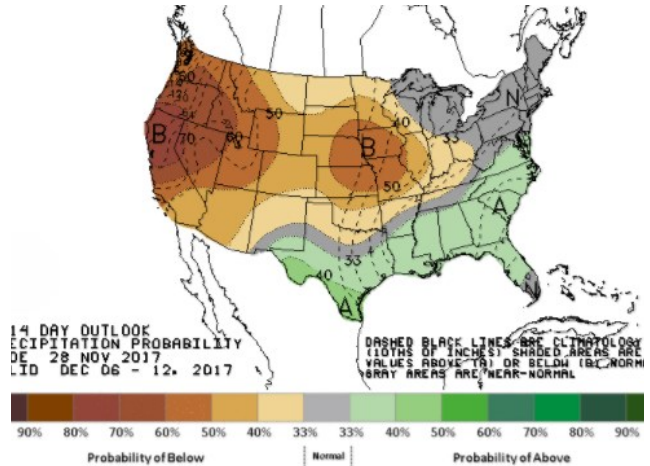 B
60
70
60
50
B
50
40
33
N
A
33
40
A
N
14 DAY OUTLOOK
ECIPITATION PROBABILITY
DE 28 NOV 2017
LID DEC 06 - 12, 2017
DASHED BLACK LINES ARE CLIMATOLOGY
(10THS OF INCHES) SHADED AREAS ARE
VALUES ABOVE (A) OR BELOW (B) NORM
GRAY AREAS ARE NEAR-NORMAL
90% 80% 70% 60% 50% 40% 33% 33% 40% 50% 60% 70% 80% 90%
Probability of Below Normal Probability of Above